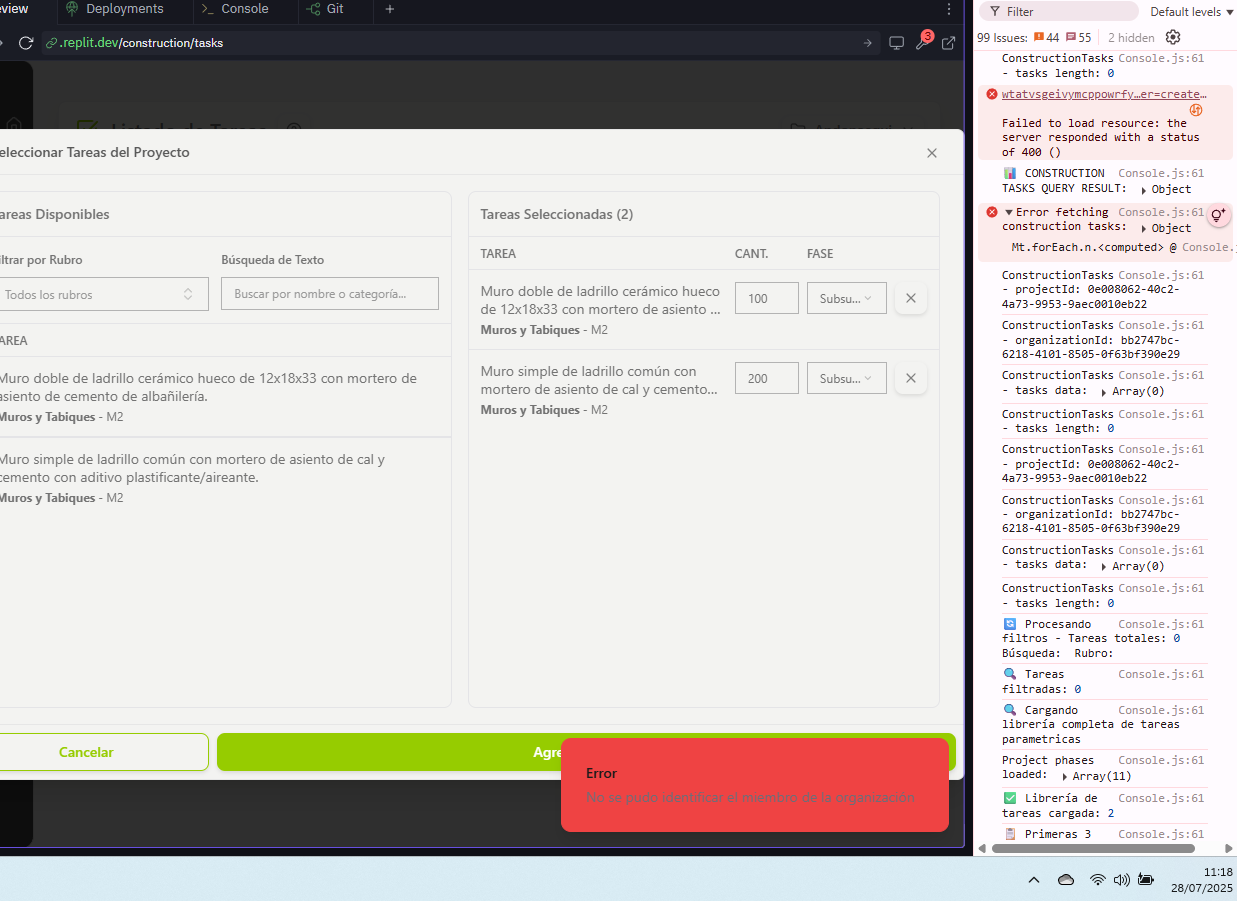 eview
Deployments
Console
Git
.replit.dev/construction/tasks
3
Listado de Tareas
eleccionar Tareas del Proyecto
areas Disponibles
iltrar por Rubro
Búsqueda de Texto
Todos los rubros
Buscar por nombre o categoría...
AREA
Muro doble de ladrillo cerámico hueco de 12x18x33 con mortero de
asiento de cemento de albañilería.
Muros y Tabiques - M2
Muro simple de ladrillo común con mortero de asiento de cal y
cemento con aditivo plastificante/aireante.
Muros y Tabiques - M2
Tareas Seleccionadas (2)
TAREA
CANT.
FASE
Muro doble de ladrillo cerámico hueco
de 12x18x33 con mortero de asiento ...
Muros y Tabiques - M2
100
Subsu...
Muro simple de ladrillo común con
mortero de asiento de cal y cemento...
Muros y Tabiques - M2
200
Subsu...
Cancelar
Agre
Error
No se pudo identificar el miembro de la organización
Filter
Default levels
99 Issues: 44 55
2 hidden
ConstructionTasks Console.js:61
- tasks length: 0
wtatvsgeivymcppowrfy…er=create…
Failed to load resource: the
server responded with a status
of 400 ()
CONSTRUCTION Console.js:61
TASKS QUERY RESULT: Object
Error fetching Console.js:61
construction tasks: Object
Mt.forEach.n.<computed> @ Console.
ConstructionTasks Console.js:61
- projectId: 0e008062-40c2-
4a73-9953-9aec0010eb22
ConstructionTasks Console.js:61
- organizationId: bb2747bc-
6218-4101-8505-0f63bf390e29
ConstructionTasks Console.js:61
- tasks data: Array(0)
ConstructionTasks Console.js:61
- tasks length: 0
ConstructionTasks Console.js:61
- projectId: 0e008062-40c2-
4a73-9953-9aec0010eb22
ConstructionTasks Console.js:61
- organizationId: bb2747bc-
6218-4101-8505-0f63bf390e29
ConstructionTasks Console.js:61
- tasks data: Array(0)
ConstructionTasks Console.js:61
- tasks length: 0
Procesando Console.js:61
filtros - Tareas totales: 0
Búsqueda: Rubro:
Tareas Console.js:61
filtradas: 0
Cargando Console.js:61
librería completa de tareas
parametricas
Project phases Console.js:61
loaded: Array(11)
Librería de Console.js:61
tareas cargada: 2
Primeras 3 Console.js:61
11:18
28/07/2025